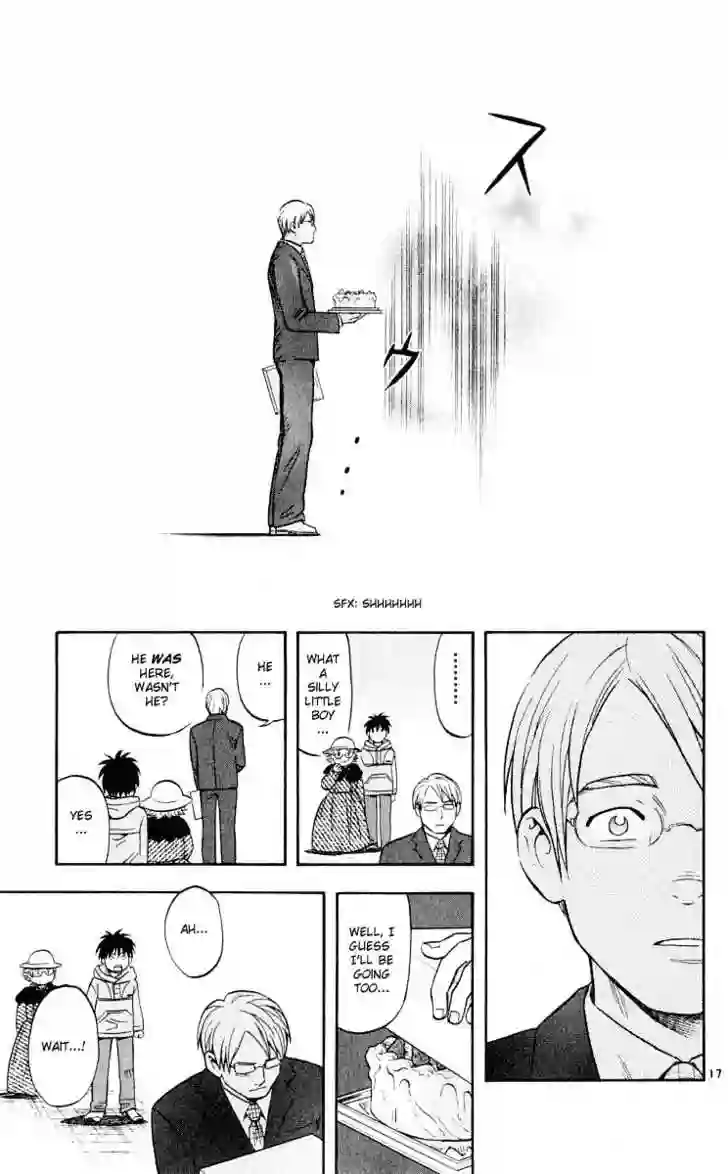 スゥ
SFX: SHHHHHHH
.........
WHAT
A
SILLY
LITTLE
BOY
...
HE
...
HE WAS
HERE,
WASN'T
HE?
YES
...
WELL, I
GUESS
I'LL BE
GOING
TOO...
AH...
WAIT...!
17